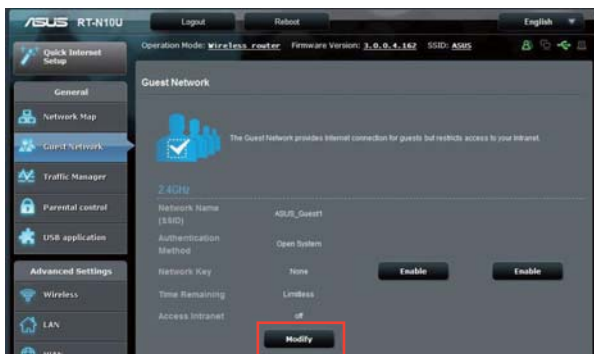 ASUS RT-N10U
Logout Reboot English
Operation Mode: Wireless router Firmware Version: 3.0.0.4.162 SSID: ASUS
Quick Internet
Setup
General
Network Map
Guest Network
Traffic Manager
Parental control
USB application
Advanced Settings
Wireless
LAN
WAN
Guest Network
The Guest Network provides Internet connection for guests but restricts access to your Intranet.
2.4GHz
Network Name
(SSID)
ASUS_Guest1
Authentication
Method
Open System
Network Key None Enable Enable
Time Remaining Limitless
Access Intranet off
Modify